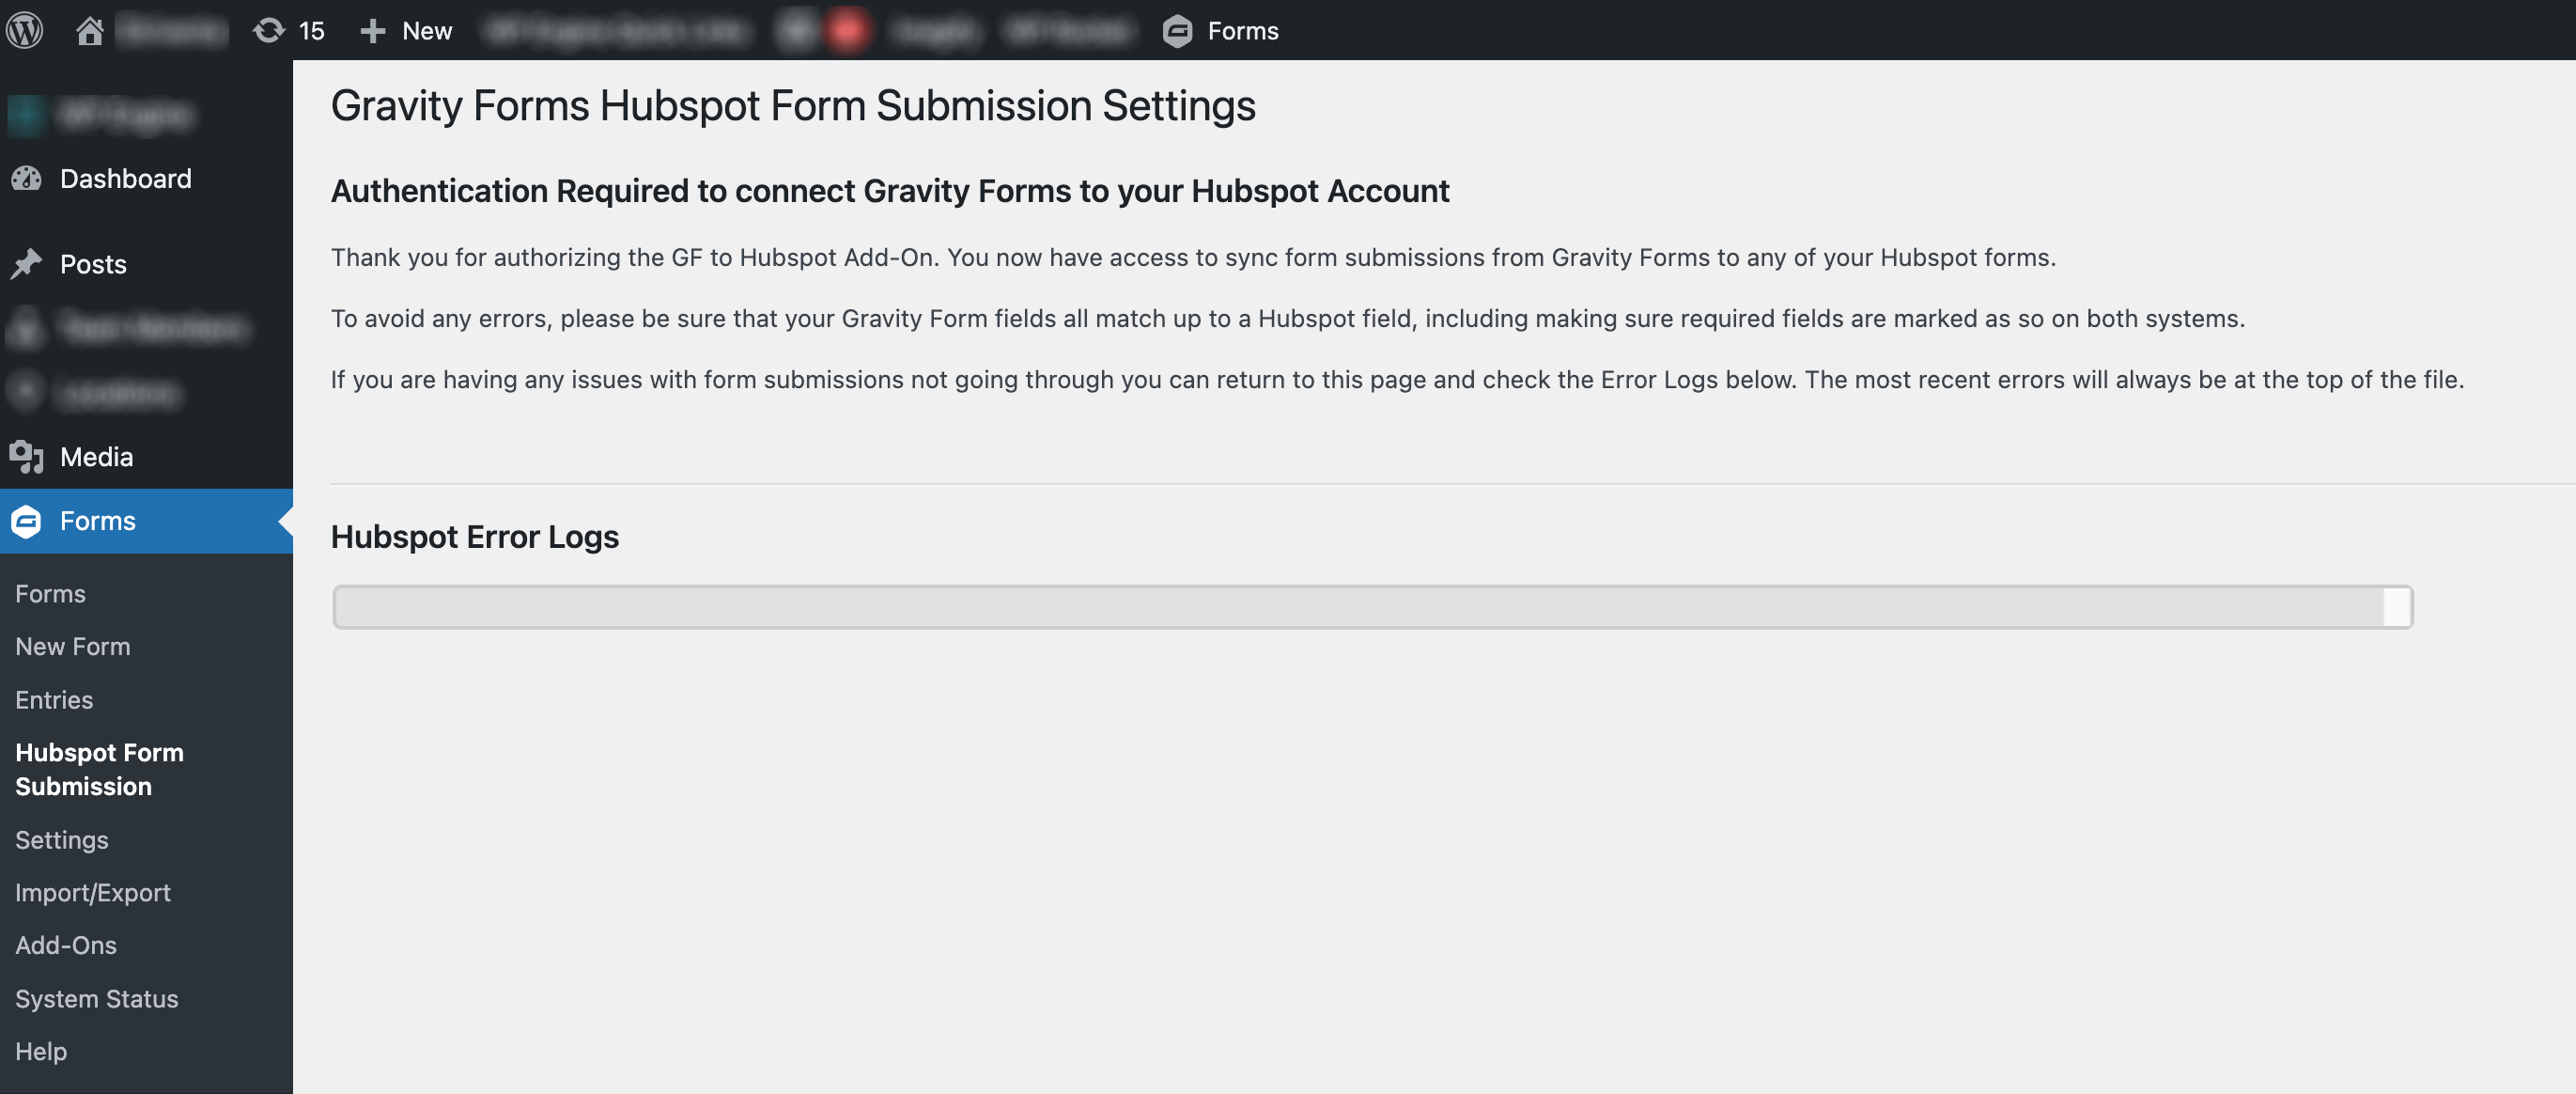 15 New Forms
Dashboard
Posts
Media
Forms
Forms
New Form
Entries
Hubspot Form
Submission
Settings
Import/Export
Add-Ons
System Status
Help
Gravity Forms Hubspot Form Submission Settings
Authentication Required to connect Gravity Forms to your Hubspot Account
Thank you for authorizing the GF to Hubspot Add-On. You now have access to sync form submissions from Gravity Forms to any of your Hubspot forms.
To avoid any errors, please be sure that your Gravity Form fields all match up to a Hubspot field, including making sure required fields are marked as so on both systems.
If you are having any issues with form submissions not going through you can return to this page and check the Error Logs below. The most recent errors will always be at the top of the file.
Hubspot Error Logs